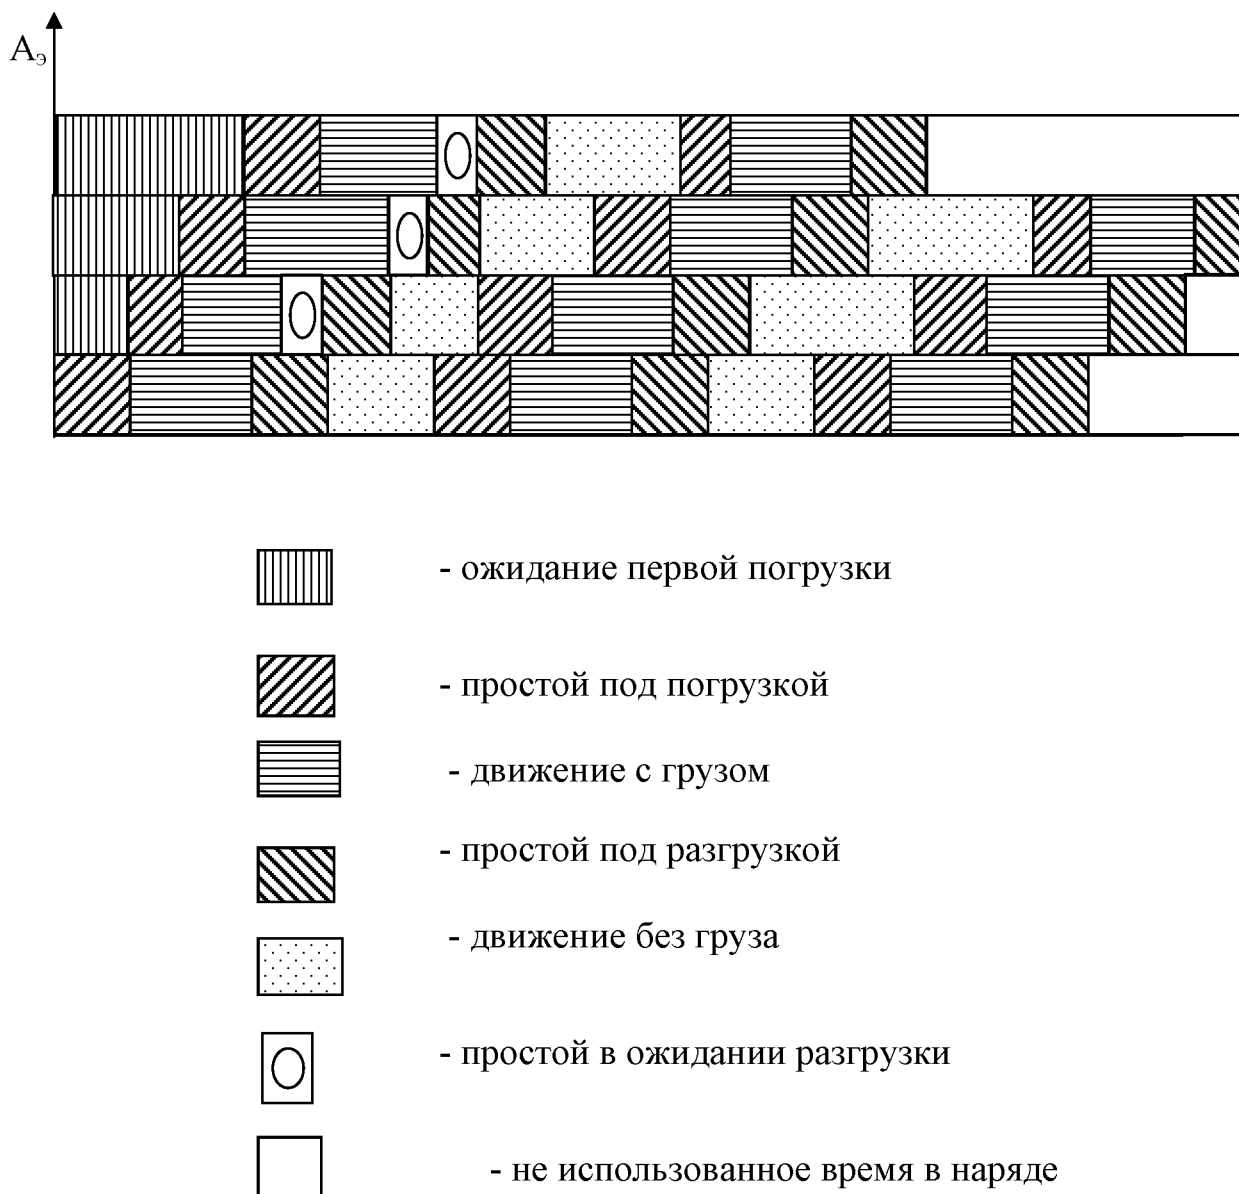 Аэ
- ожидание первой погрузки
- простой под погрузкой
- движение с грузом
- простой под разгрузкой
- движение без груза
- простой в ожидании разгрузки
- не использованное время в наряде